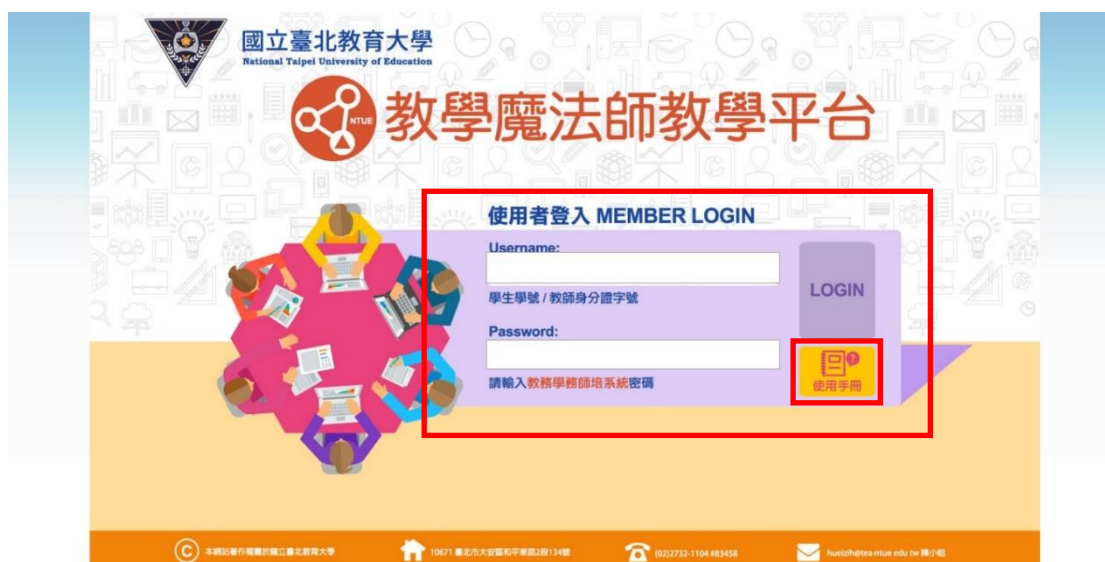 國立臺北教育大學
National Taipei University of Education
NTUE
教學魔法師教學平台
使用者登入 MEMBER LOGIN
Username:
學生學號 / 教師身分證字號
LOGIN
Password:
請輸入教務學務師培系統密碼
使用手冊
本網站著作權屬於國立臺北教育大學
10671 臺北市大安區和平東路2段134號
(02)2732-1104 #83458
hueizih@tea.ntue.edu.tw 陳小姐